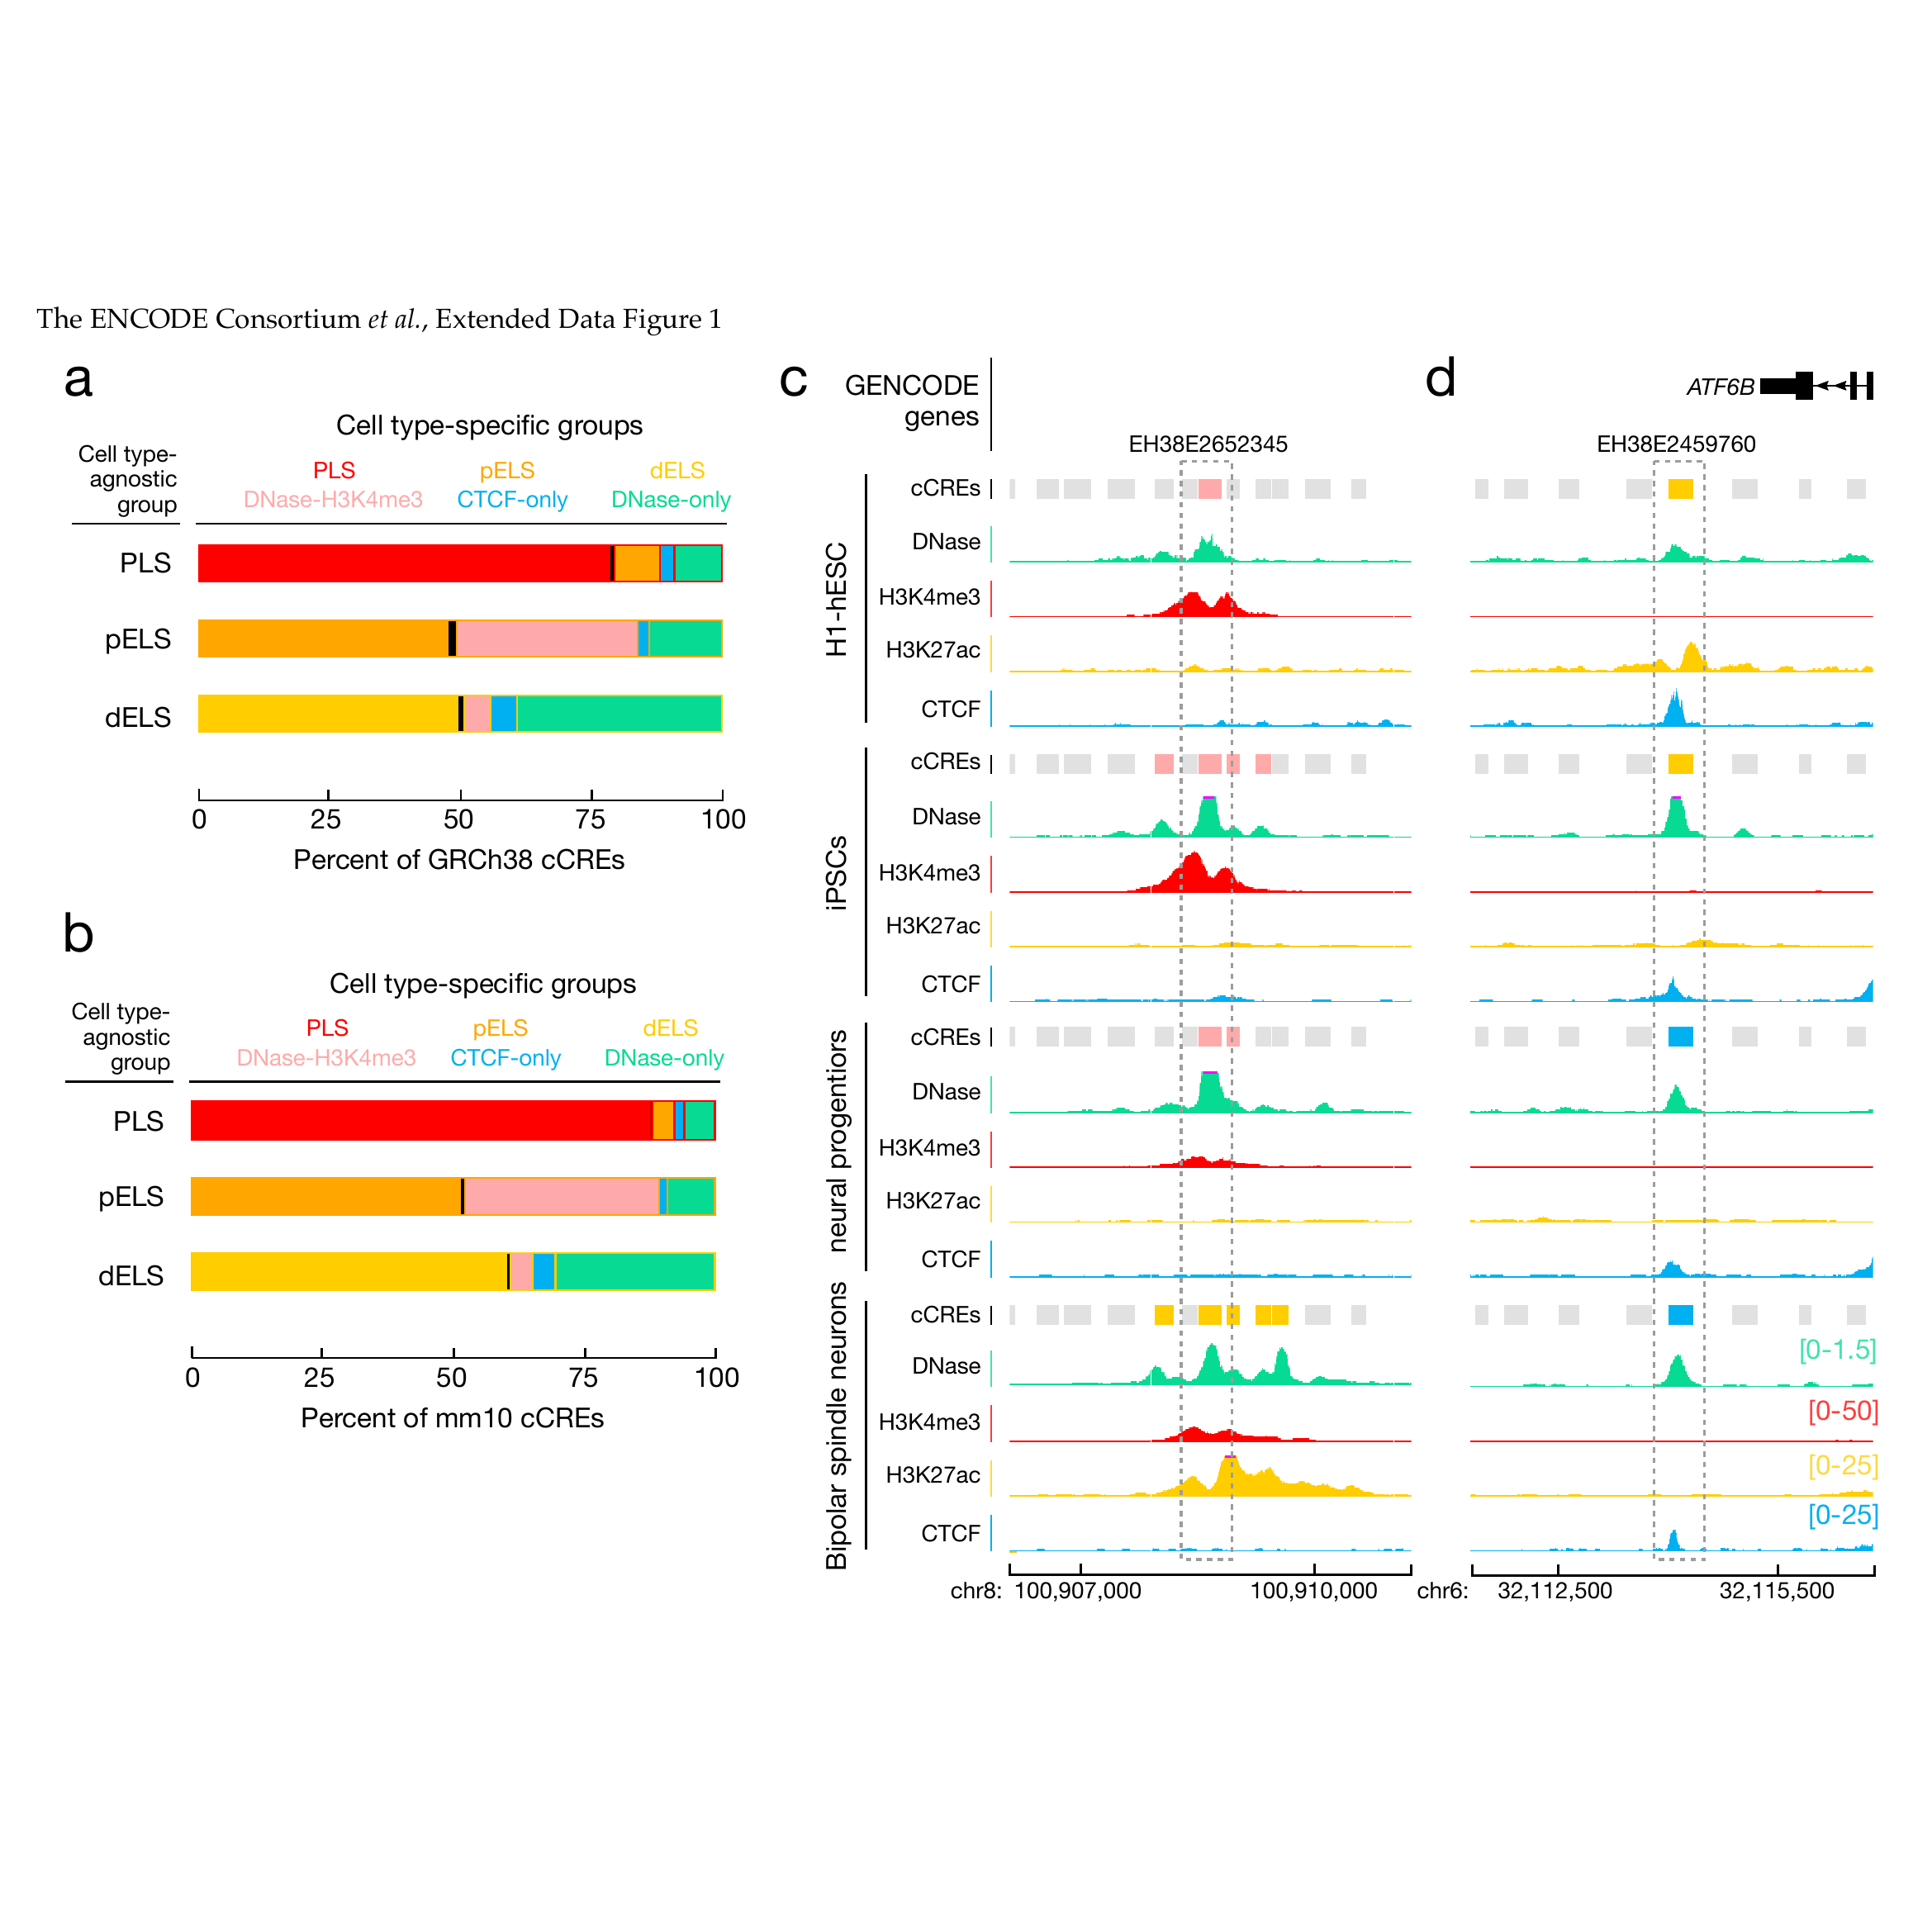 The ENCODE Consortium et al., Extended Data Figure 1
a
Cell type-specific groups
Cell type-
agnostic
group
PLS pELS dELS
DNase-H3K4me3 CTCF-only DNase-only
PLS
pELS
dELS
0 25 50 75 100
Percent of GRCh38 cCREs
b
Cell type-specific groups
Cell type-
agnostic
group
PLS pELS dELS
DNase-H3K4me3 CTCF-only DNase-only
PLS
pELS
dELS
0 25 50 75 100
Percent of mm10 cCREs
c
GENCODE
genes
EH38E2652345
H1-hESC
cCREs
DNase
H3K4me3
H3K27ac
CTCF
iPSCs
cCREs
DNase
H3K4me3
H3K27ac
CTCF
neural progentiors
cCREs
DNase
H3K4me3
H3K27ac
CTCF
Bipolar spindle neurons
cCREs
DNase
H3K4me3
H3K27ac
CTCF
chr8: 100,907,000 100,910,000
d
ATF6B
EH38E2459760
[0-1.5]
[0-50]
[0-25]
[0-25]
chr6: 32,112,500 32,115,500